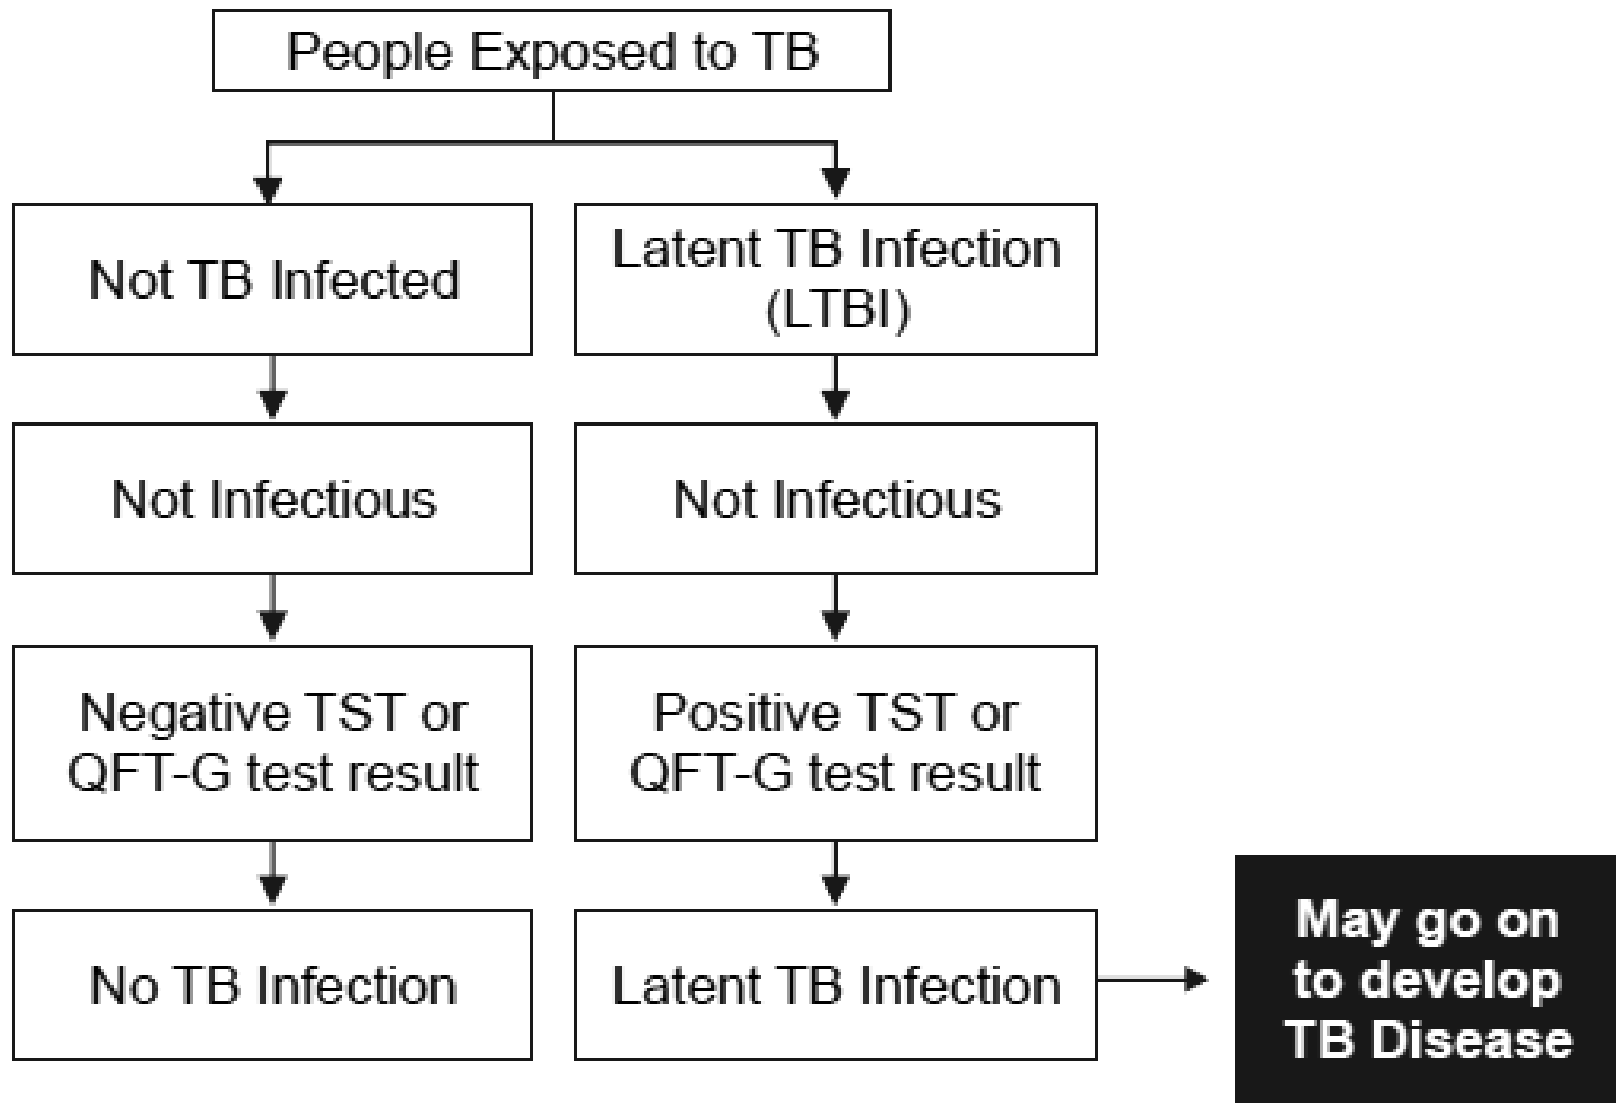 People Exposed to TB
Not TB Infected
Latent TB Infection
(LTBI)
Not Infectious
Not Infectious
Negative TST or
QFT-G test result
Positive TST or
QFT-G test result
No TB Infection
Latent TB Infection
May go on
to develop
TB Disease